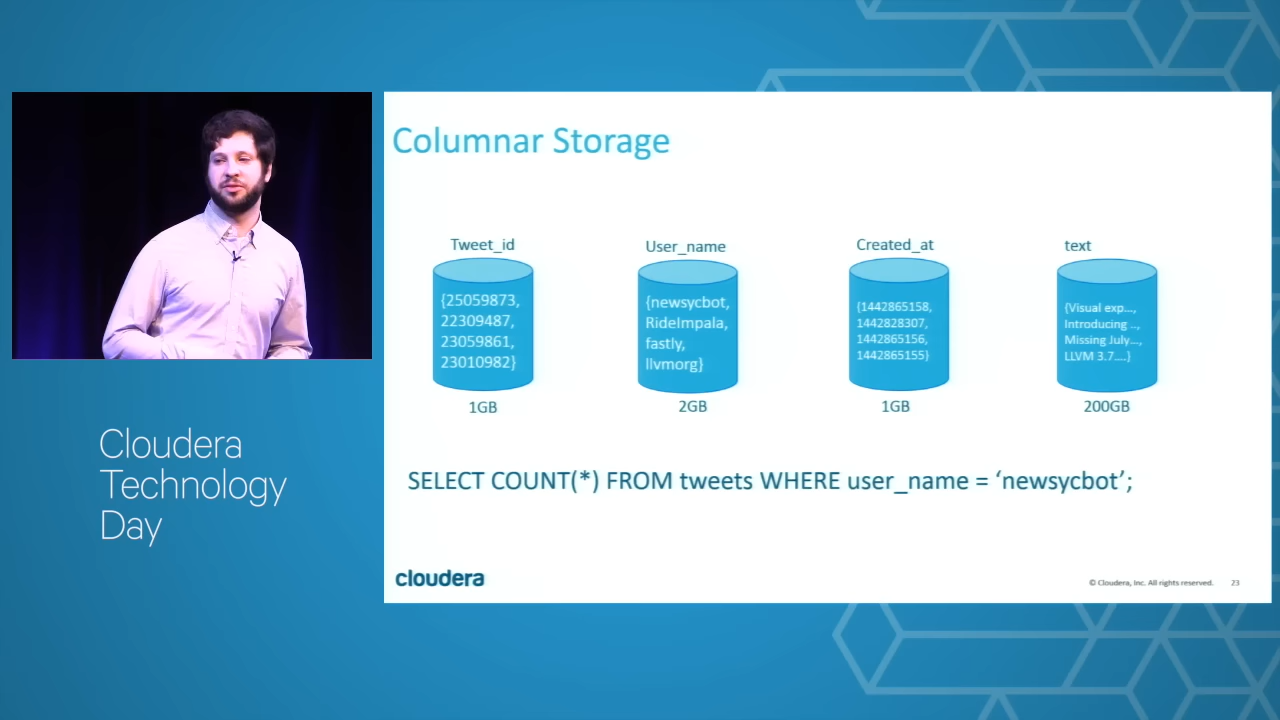 Columnar Storage
Tweet_id
{25059873,
22309487,
23059861,
23010982}
1GB
User_name
{newsycbot,
RideImpala,
fastly,
llvmorg}
2GB
Created_at
{1442865158,
1442828307,
1442865156,
1442865155}
1GB
text
{Visual exp...,
Introducing ..,
Missing July...,
LLVM 3.7....}
200GB
SELECT COUNT(*) FROM tweets WHERE user_name = ‘newsycbot’;
cloudera
© Cloudera, Inc. All rights reserved. 23
Cloudera
Technology
Day